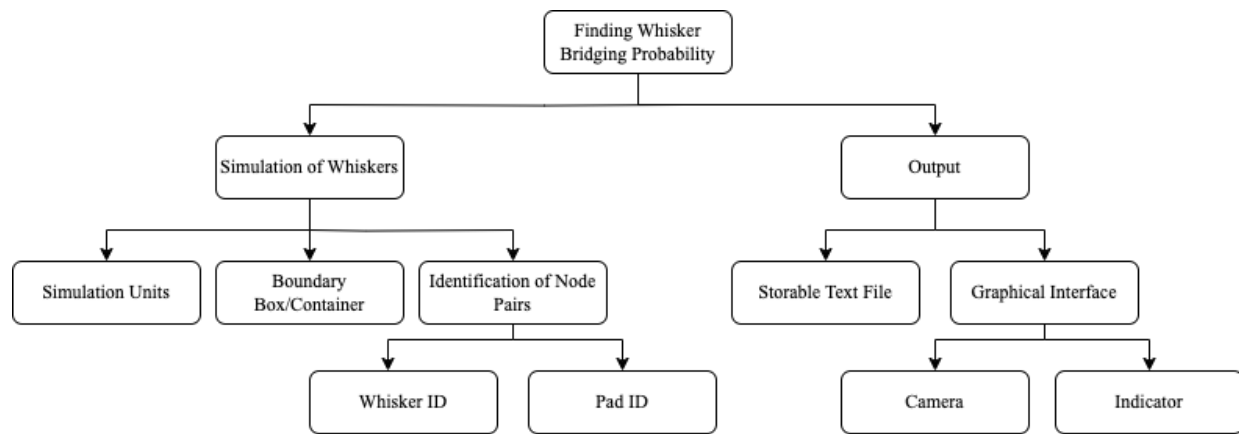 Finding Whisker
Bridging Probability
Simulation of Whiskers
Output
Simulation Units
Boundary
Box/Container
Identification of Node
Pairs
Storable Text File
Graphical Interface
Whisker ID
Pad ID
Camera
Indicator